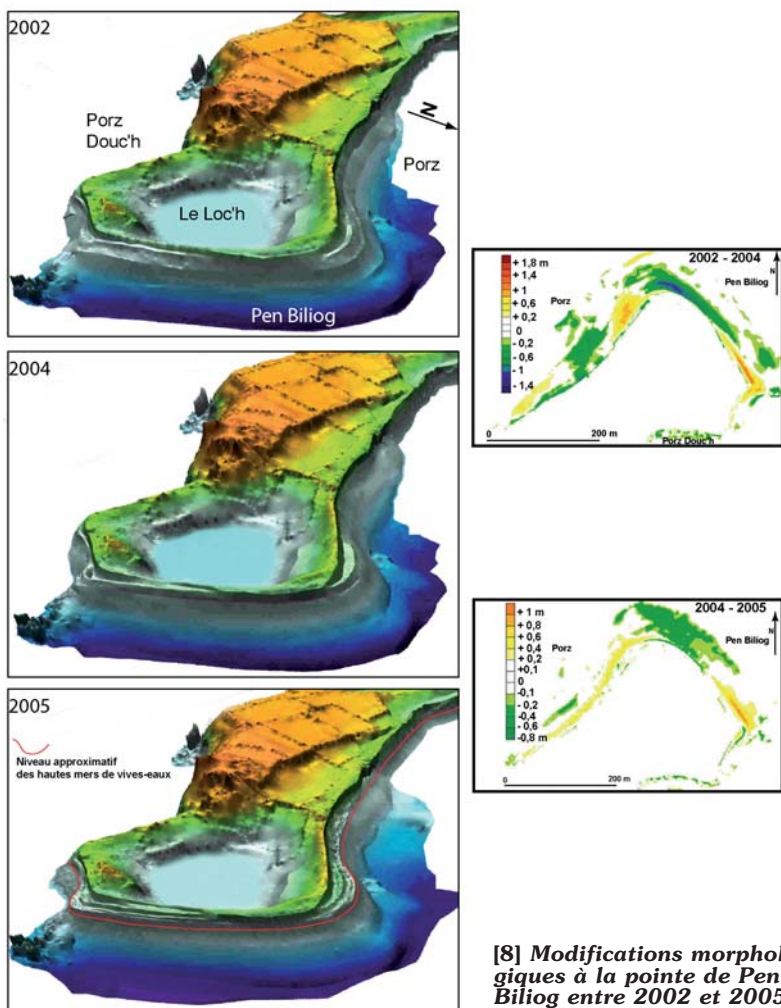 2002
Porz
Douc'h
N
Porz
Le Loc'h
Pen Biliog
2004
2005
Niveau approximatif
des hautes mers de vives-eaux
2002 - 2004
+ 1,8 m
+ 1,4
+ 1
+ 0,6
+ 0,2
0
- 0,2
- 0,6
- 1
- 1,4
Porz
Pen Biliog
N
0
200 m
Porz Douc'h
2004 - 2005
+ 1 m
+ 0,8
+ 0,6
+ 0,4
+ 0,2
+0,1
0
-0,1
- 0,2
-0,4
- 0,6
-0,8 m
Porz
Pen Biliog
N
0
200 m
[8] Modifications morphol
giques à la pointe de Pen
Biliog entre 2002 et 2005